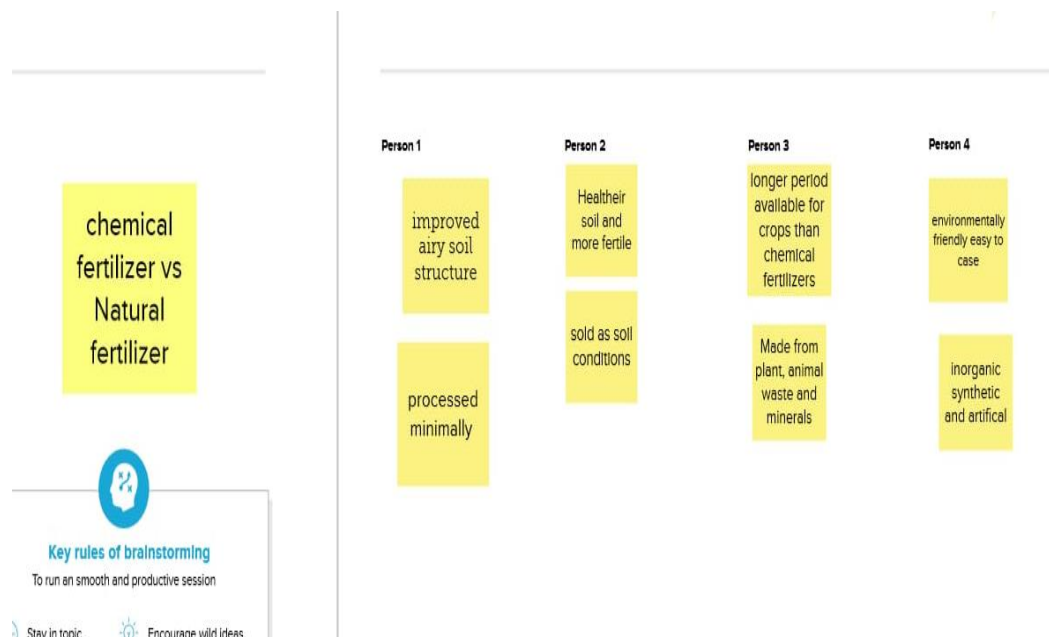 chemical
fertilizer vs
Natural
fertilizer
Key rules of brainstorming
To run an smooth and productive session
Stay in topic.
Encourage wild ideas.
Person 1
improved
airy soil
structure
processed
minimally
Person 2
Healtheir
soil and
more fertile
sold as soil
conditions
Person 3
longer period
available for
crops than
chemical
fertilizers
Made from
plant, animal
waste and
minerals
Person 4
environmentally
friendly easy to
case
inorganic
synthetic
and artifical